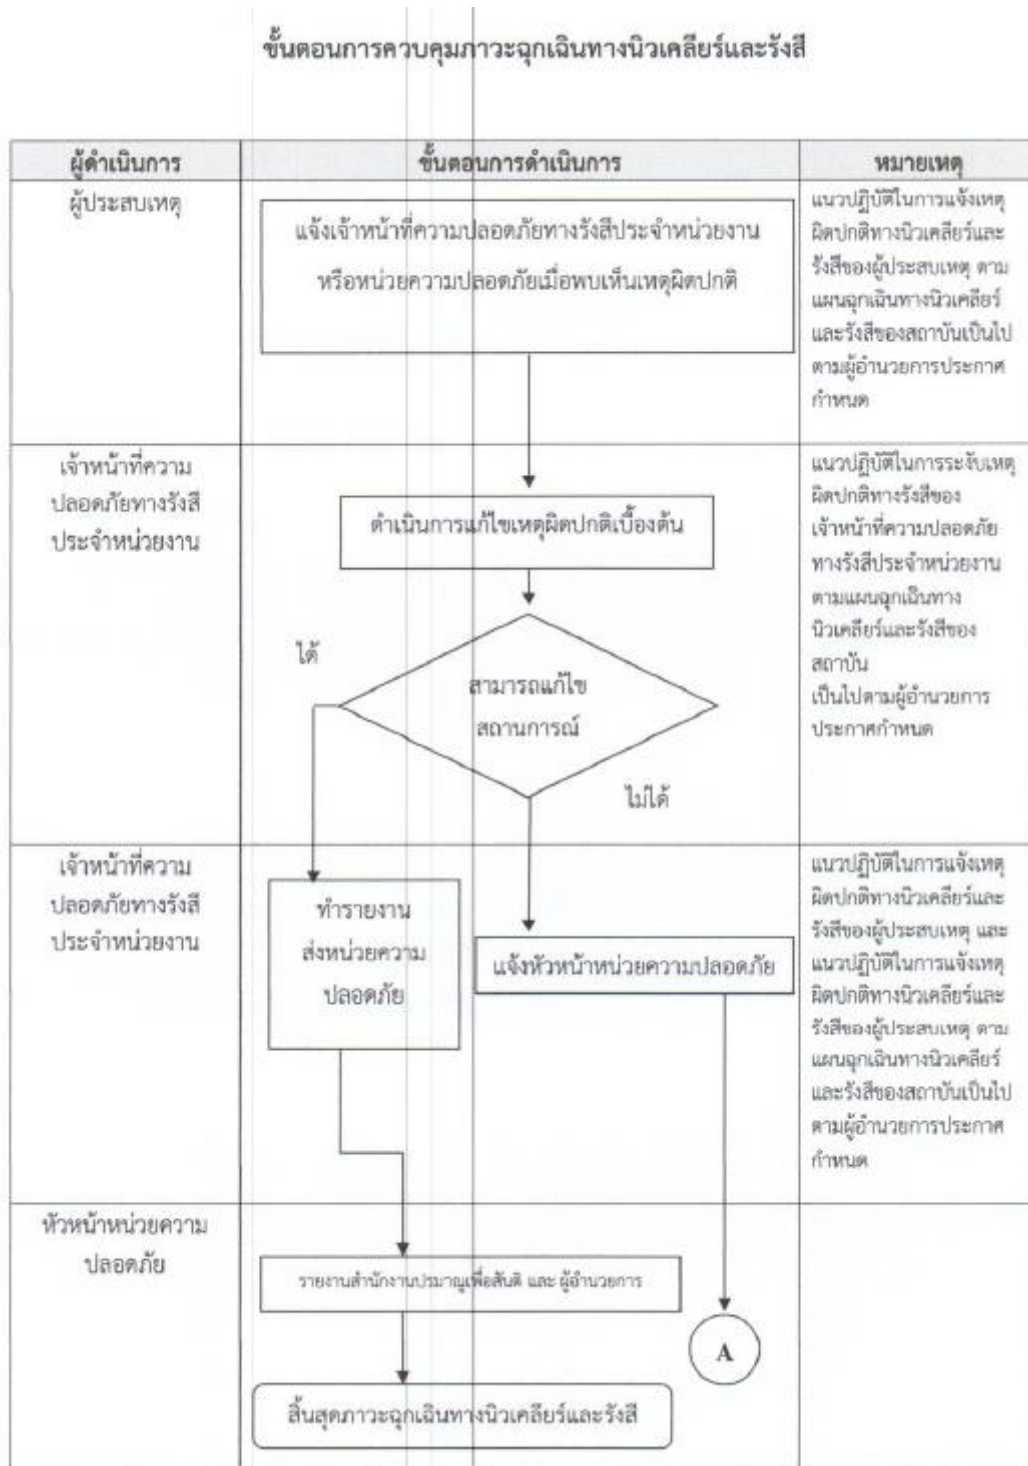 ขั้นตอนการควบคุมภาวะฉุกเฉินทางนิวเคลียร์และรังสี
ผู้ดำเนินการ
ขั้นตอนการดำเนินการ
หมายเหตุ
ผู้ประสบเหตุ
แจ้งเจ้าหน้าที่ความปลอดภัยทางรังสีประจำหน่วยงาน
หรือหน่วยความปลอดภัยเมื่อพบเห็นเหตุผิดปกติ
แนวปฏิบัติในการแจ้งเหตุ
ผิดปกติทางนิวเคลียร์และ
รังสีของผู้ประสบเหตุ ตาม
แผนฉุกเฉินทางนิวเคลียร์
และรังสีของสถาบันเป็นไป
ตามผู้อำนวยการประกาศ
กำหนด
เจ้าหน้าที่ความ
ปลอดภัยทางรังสี
ประจำหน่วยงาน
ดำเนินการแก้ไขเหตุผิดปกติเบื้องต้น
ได้
สามารถแก้ไข
สถานการณ์
ไม่ได้
แนวปฏิบัติในการระงับเหตุ
ผิดปกติทางรังสีของ
เจ้าหน้าที่ความปลอดภัย
ทางรังสีประจำหน่วยงาน
ตามแผนฉุกเฉินทาง
นิวเคลียร์และรังสีของ
สถาบัน
เป็นไปตามผู้อำนวยการ
ประกาศกำหนด
เจ้าหน้าที่ความ
ปลอดภัยทางรังสี
ประจำหน่วยงาน
ทำรายงาน
ส่งหน่วยความ
ปลอดภัย
แจ้งหัวหน้าหน่วยความปลอดภัย
แนวปฏิบัติในการแจ้งเหตุ
ผิดปกติทางนิวเคลียร์และ
รังสีของผู้ประสบเหตุ และ
แนวปฏิบัติในการแจ้งเหตุ
ผิดปกติทางนิวเคลียร์และ
รังสีของผู้ประสบเหตุ ตาม
แผนฉุกเฉินทางนิวเคลียร์
และรังสีของสถาบันเป็นไป
ตามผู้อำนวยการประกาศ
กำหนด
หัวหน้าหน่วยความ
ปลอดภัย
รายงานสำนักงานปรมาณูเพื่อสันติ และ ผู้อำนวยการ
A
สิ้นสุดภาวะฉุกเฉินทางนิวเคลียร์และรังสี